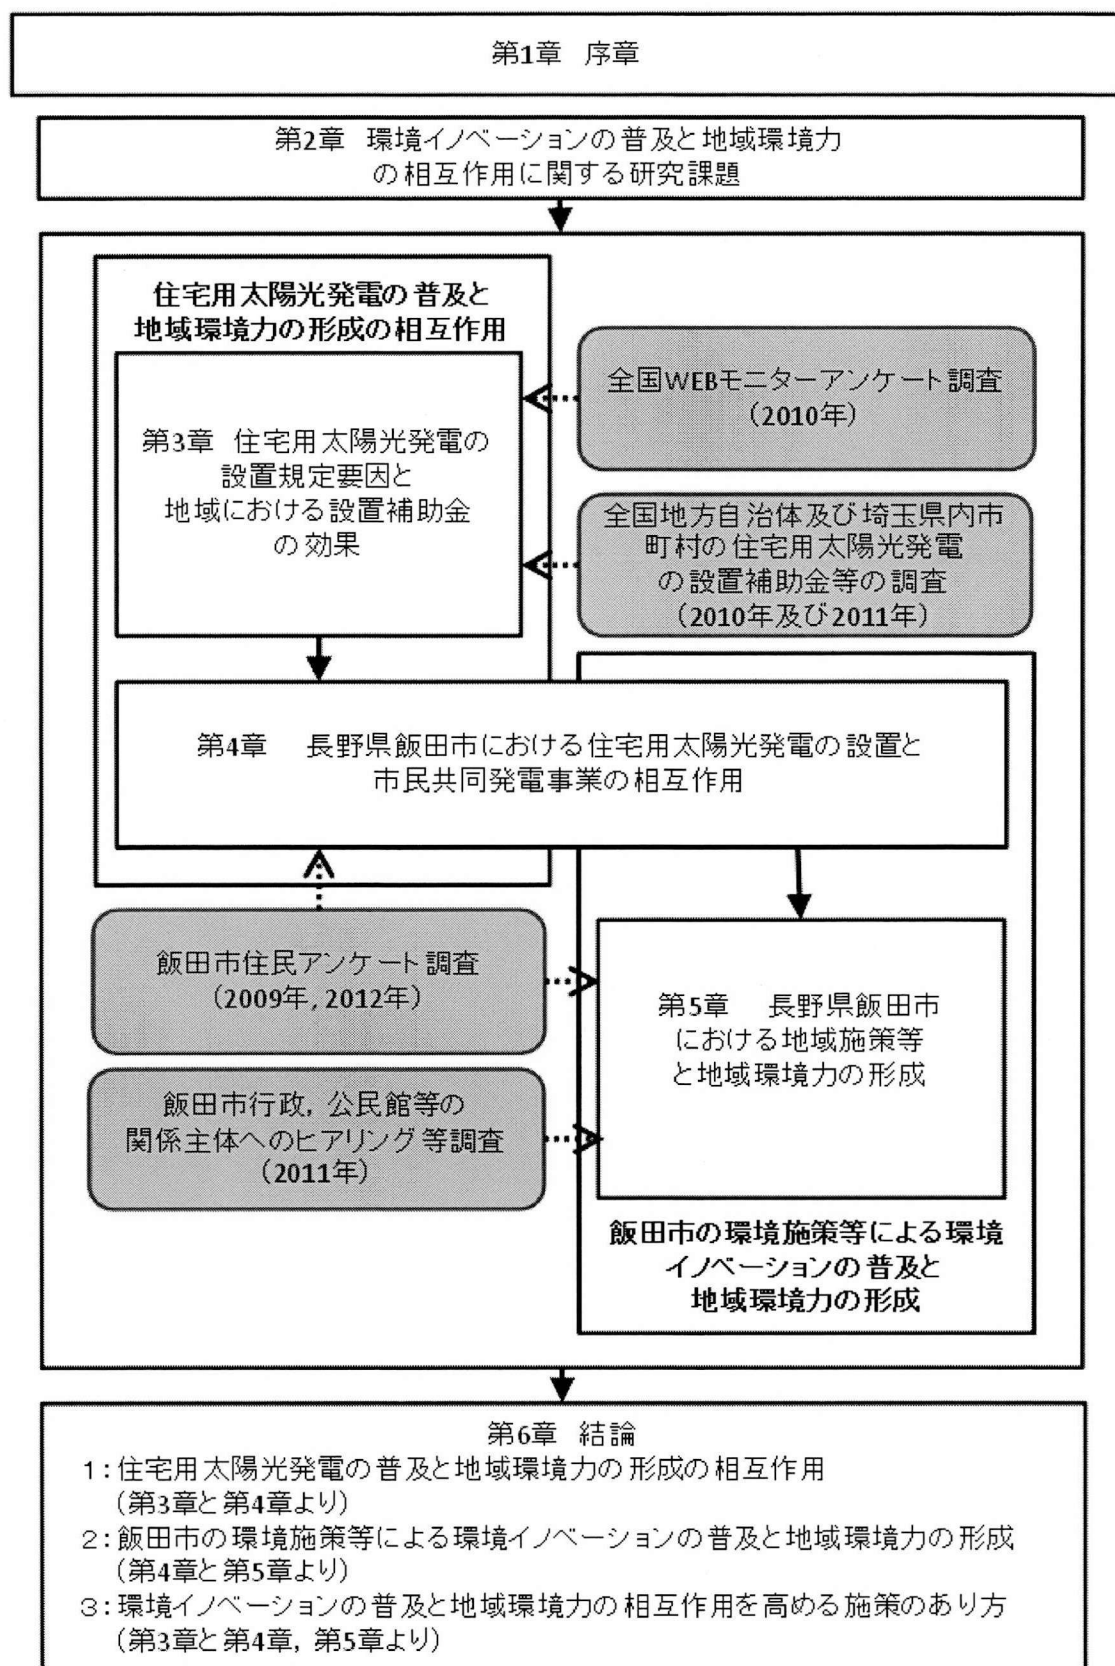 第1章 序章
第2章 環境イノベーションの普及と地域環境力
の相互作用に関する研究課題
住宅用太陽光発電の普及と
地域環境力の形成の相互作用
全国WEBモニターアンケート調査
(2010年)
第3章 住宅用太陽光発電の
設置規定要因と
地域における設置補助金
の効果
全国地方自治体及び埼玉県内市
町村の住宅用太陽光発電
の設置補助金等の調査
(2010年及び2011年)
第4章 長野県飯田市における住宅用太陽光発電の設置と
市民共同発電事業の相互作用
飯田市住民アンケート調査
(2009年, 2012年)
第5章 長野県飯田市
における地域施策等
と地域環境力の形成
飯田市行政, 公民館等の
関係主体へのヒアリング等調査
(2011年)
飯田市の環境施策等による環境
イノベーションの普及と
地域環境力の形成
第6章 結論
1:住宅用太陽光発電の普及と地域環境力の形成の相互作用
(第3章と第4章より)
2:飯田市の環境施策等による環境イノベーションの普及と地域環境力の形成
(第4章と第5章より)
3:環境イノベーションの普及と地域環境力の相互作用を高める施策のあり方
(第3章と第4章, 第5章より)